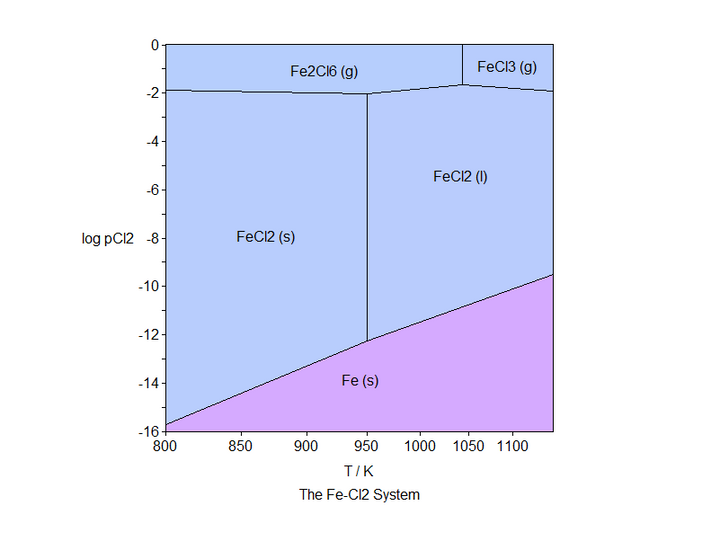 0
Fe2Cl6 (g)
FeCl3 (g)
-2
-4
FeCl2 (l)
-6
log pCl2
-8
FeCl2 (s)
-10
-12
Fe (s)
-14
-16
800 850 900 950 1000 1050 1100
T / K
The Fe-Cl2 System